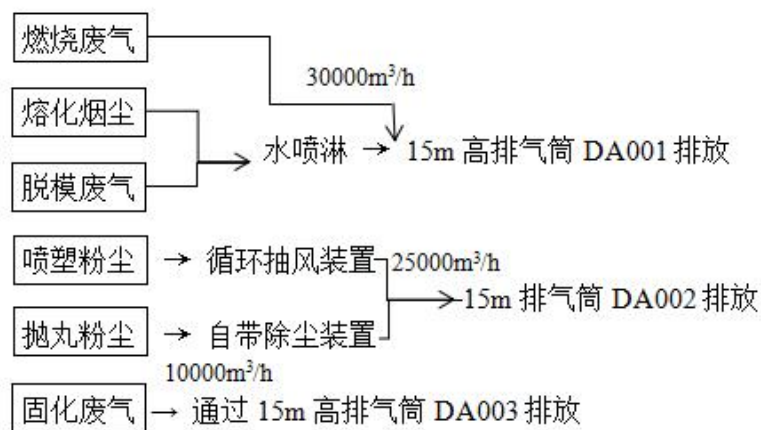 燃烧废气
30000m³/h
熔化烟尘
水喷淋 → 15m 高排气筒 DA001 排放
脱模废气
喷塑粉尘 → 循环抽风装置 25000m³/h
15m 排气筒 DA002 排放
抛丸粉尘 → 自带除尘装置
10000m³/h
固化废气 → 通过 15m 高排气筒 DA003 排放